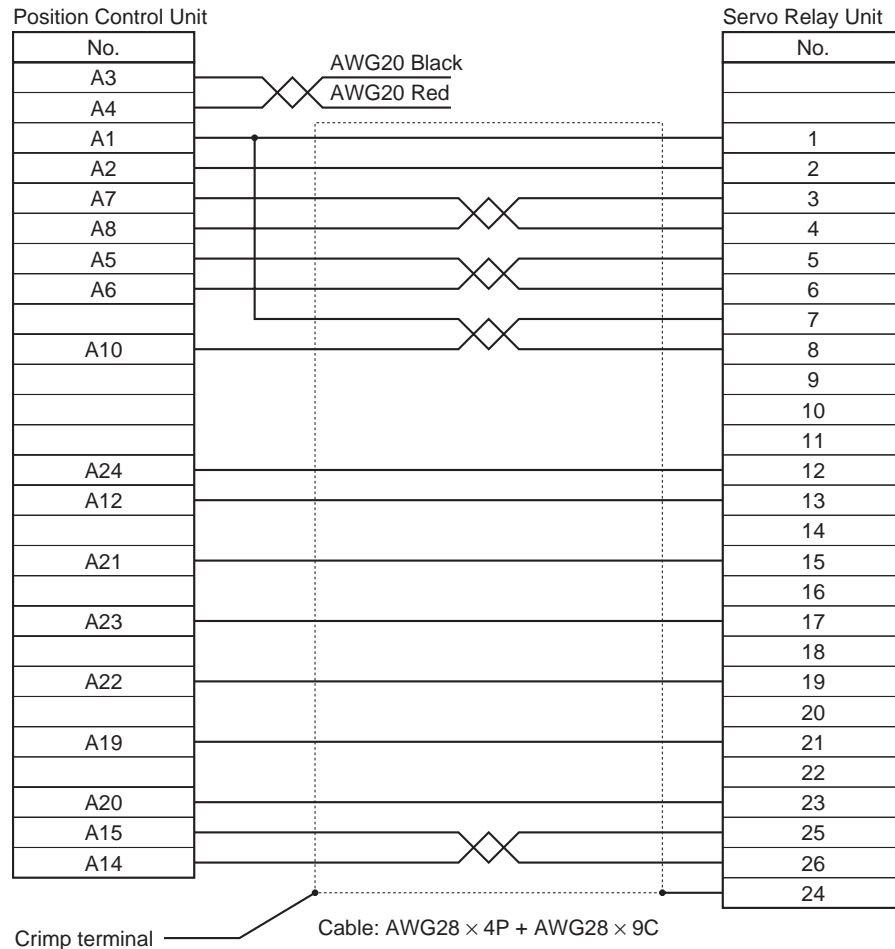 Position Control Unit Servo Relay Unit
No. No.
AWG20 Black
A3
AWG20 Red
A4
A1 1
A2 2
A7 3
A8 4
A5 5
A6 6
7
A10 8
9
10
11
A24 12
A12 13
14
A21 15
16
A23 17
18
A22 19
20
A19 21
22
A20 23
A15 25
A14 26
24
Cable: AWG28 × 4P + AWG28 × 9C
Crimp terminal